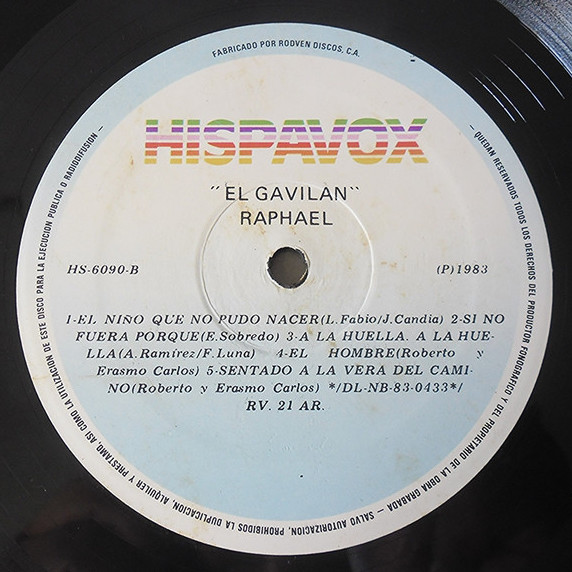 FABRICADO POR RODVEN DISCOS, C.A.
HISPAVOX
"EL GAVILAN"
RAPHAEL
HS-6090-B
(P)1983
1-EL NIÑO QUE NO PUDO NACER(L. Fabio/J. Candia) 2-SI NO
FUERA PORQUE(E. Sobredo) 3-A LA HUELLA. A LA HUE-
LLA(A. Ramírez/F. Luna) 4-EL HOMBRE(Roberto y
Erasmo Carlos) 5-SENTADO A LA VERA DEL CAMI-
NO(Roberto y Erasmo Carlos) */DL-NB-83-0433*/
RV. 21 AR.
— QUEDAN RESERVADOS TODOS LOS DERECHOS DEL PRODUCTOR FONOGRAFICO Y DEL PROPIETARIO DE LA OBRA GRABADA — SALVO AUTORIZACION, PROHIBIDOS LA DUPLICACION, ALQUILER Y PRESTAMO, ASI COMO LA UTILIZACION DE ESTE DISCO PARA LA EJECUCION PUBLICA O RADIODIFUSION —